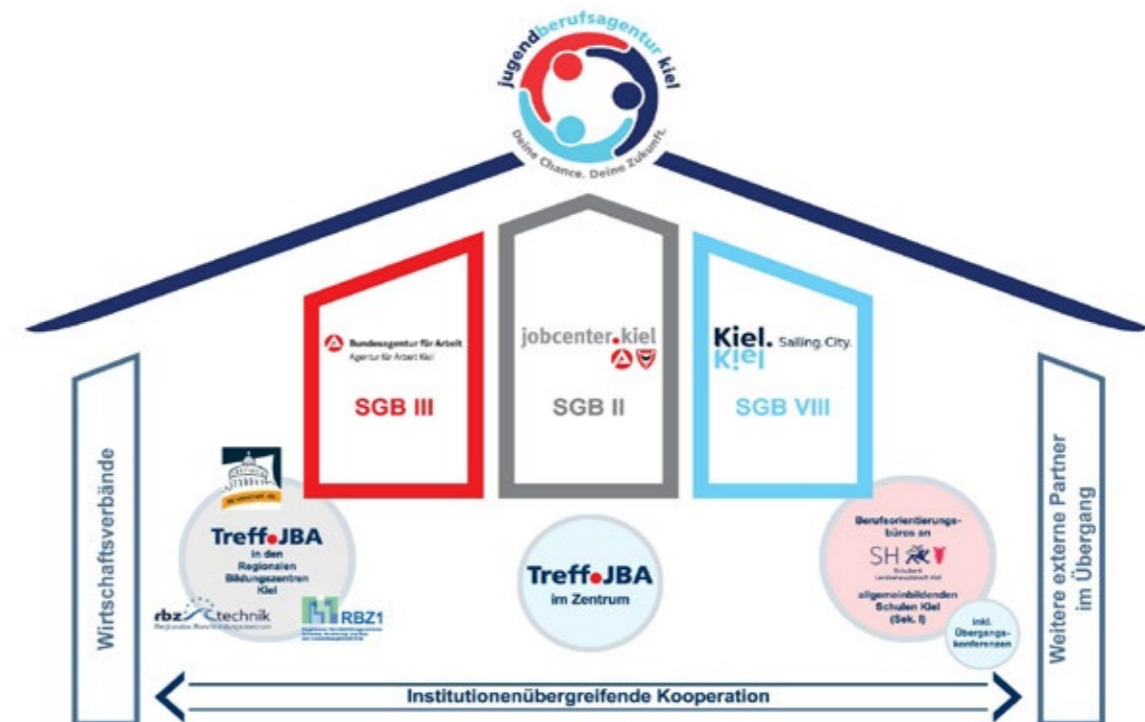 jugendberufsagentur kiel
Deine Chance. Deine Zukunft.
Bundesagentur für Arbeit
Agentur für Arbeit Kiel
SGB III
jobcenter.kiel
SGB II
Kiel. Sailing.City.
Kiel
SGB VIII
Wirtschaftsverbände
Treff.JBA
in den
Regionalen
Bildungszentren
Kiel
rbz technik
RBZ1
Treff.JBA
im Zentrum
Berufsorientierungs-
büros an
SH
Schulamt
Landeshauptstadt Kiel
allgemeinbildenden
Schulen Kiel
(Sek. I)
inkl.
Übergangs-
konferenzen
Weitere externe Partner
im Übergang
Institutionenübergreifende Kooperation